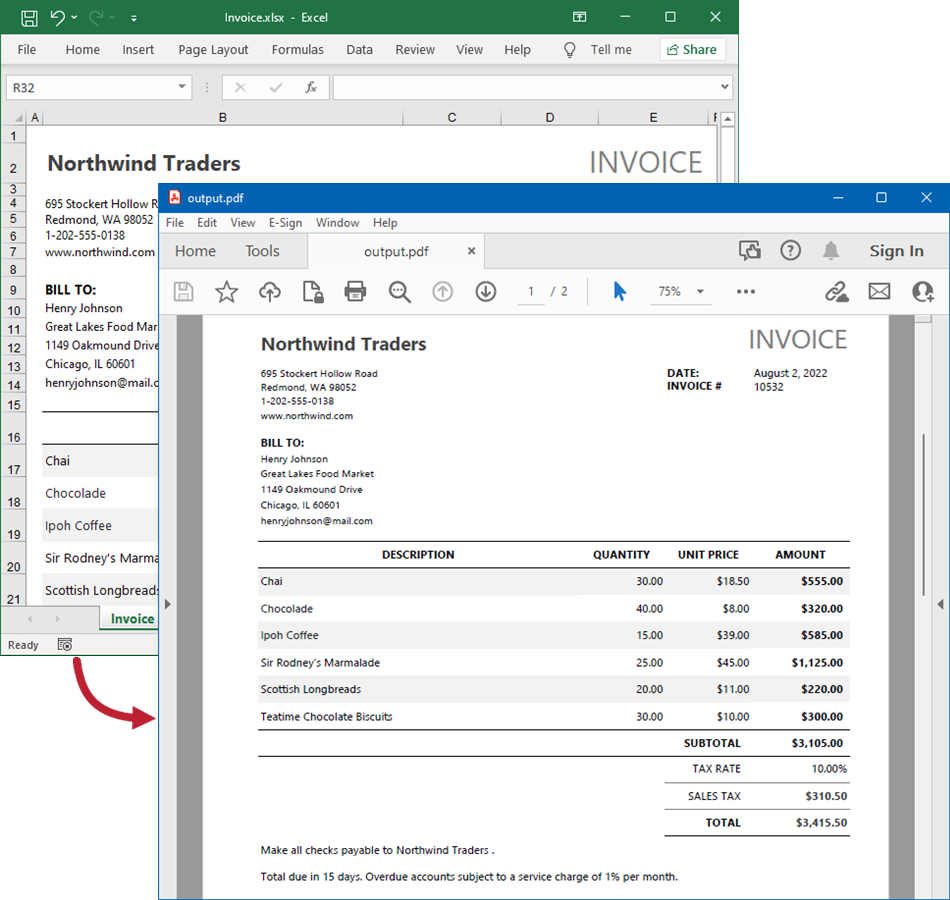 Invoice.xlsx - Excel
File Home Insert Page Layout Formulas Data Review View Help Tell me Share
R32 fx
A B C D E F
1
2 Northwind Traders INVOICE
3
4 695 Stockert Hollow R
5 Redmond, WA 98052
6 1-202-555-0138
7 www.northwind.com
8
9 BILL TO:
10 Henry Johnson
11 Great Lakes Food Mar
12 1149 Oakmound Drive
13 Chicago, IL 60601
14 henryjohnson@mail.c
15
16
17 Chai
18 Chocolade
19 Ipoh Coffee
20 Sir Rodney's Marma
21 Scottish Longbreads
Invoice
Ready
output.pdf
File Edit View E-Sign Window Help
Home Tools output.pdf × ? Sign In
1 / 2 75%
Northwind Traders INVOICE
695 Stockert Hollow Road DATE: August 2, 2022
Redmond, WA 98052 INVOICE # 10532
1-202-555-0138
www.northwind.com
BILL TO:
Henry Johnson
Great Lakes Food Market
1149 Oakmound Drive
Chicago, IL 60601
henryjohnson@mail.com
DESCRIPTION QUANTITY UNIT PRICE AMOUNT
Chai 30.00 $18.50 $555.00
Chocolade 40.00 $8.00 $320.00
Ipoh Coffee 15.00 $39.00 $585.00
Sir Rodney's Marmalade 25.00 $45.00 $1,125.00
Scottish Longbreads 20.00 $11.00 $220.00
Teatime Chocolate Biscuits 30.00 $10.00 $300.00
SUBTOTAL $3,105.00
TAX RATE 10.00%
SALES TAX $310.50
TOTAL $3,415.50
Make all checks payable to Northwind Traders .
Total due in 15 days. Overdue accounts subject to a service charge of 1% per month.